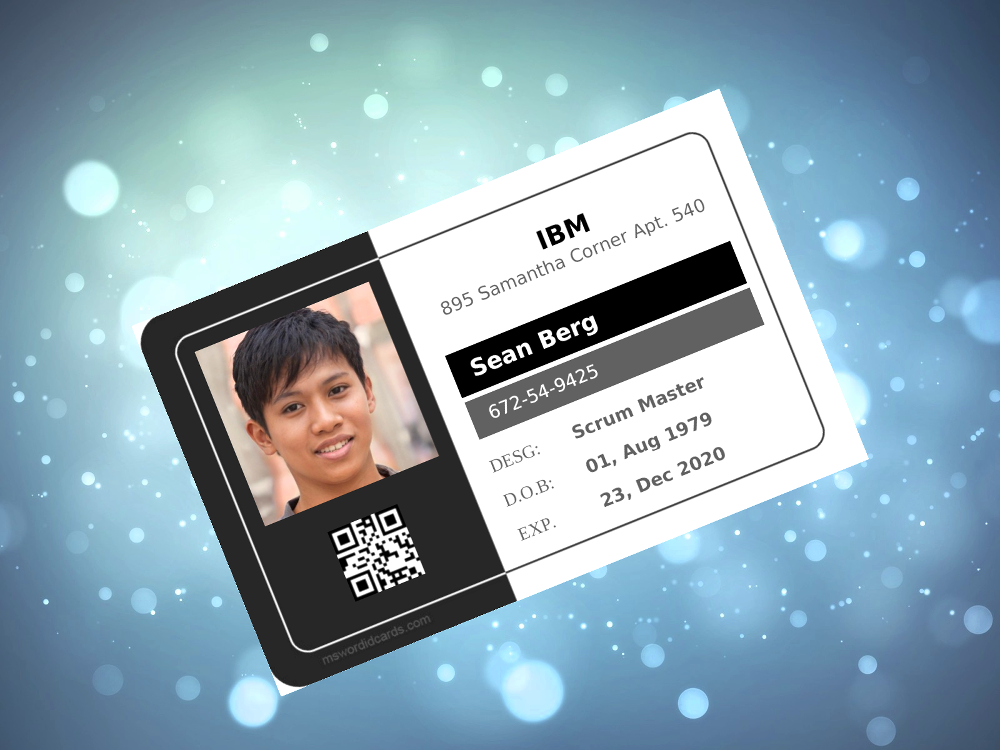 IBM
895 Samantha Corner Apt. 540
Sean Berg
672-54-9425
DESG: Scrum Master
D.O.B: 01, Aug 1979
EXP. 23, Dec 2020
mswordidcards.com